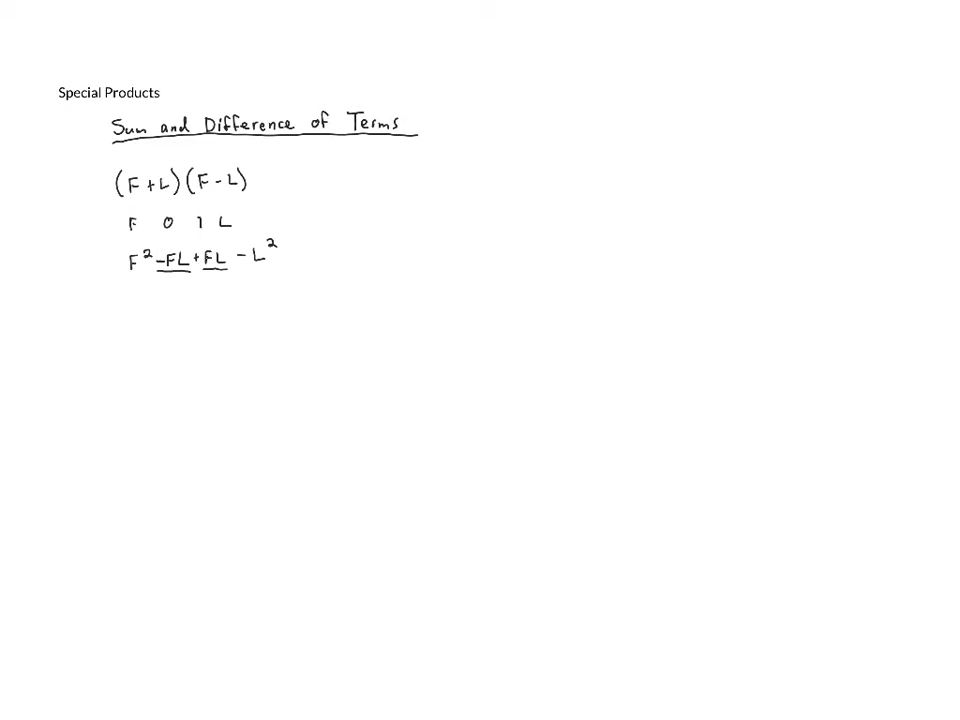 Special Products
Sum and Difference of Terms
(F + L) (F - L)
F O I L
F² - FL + FL - L²